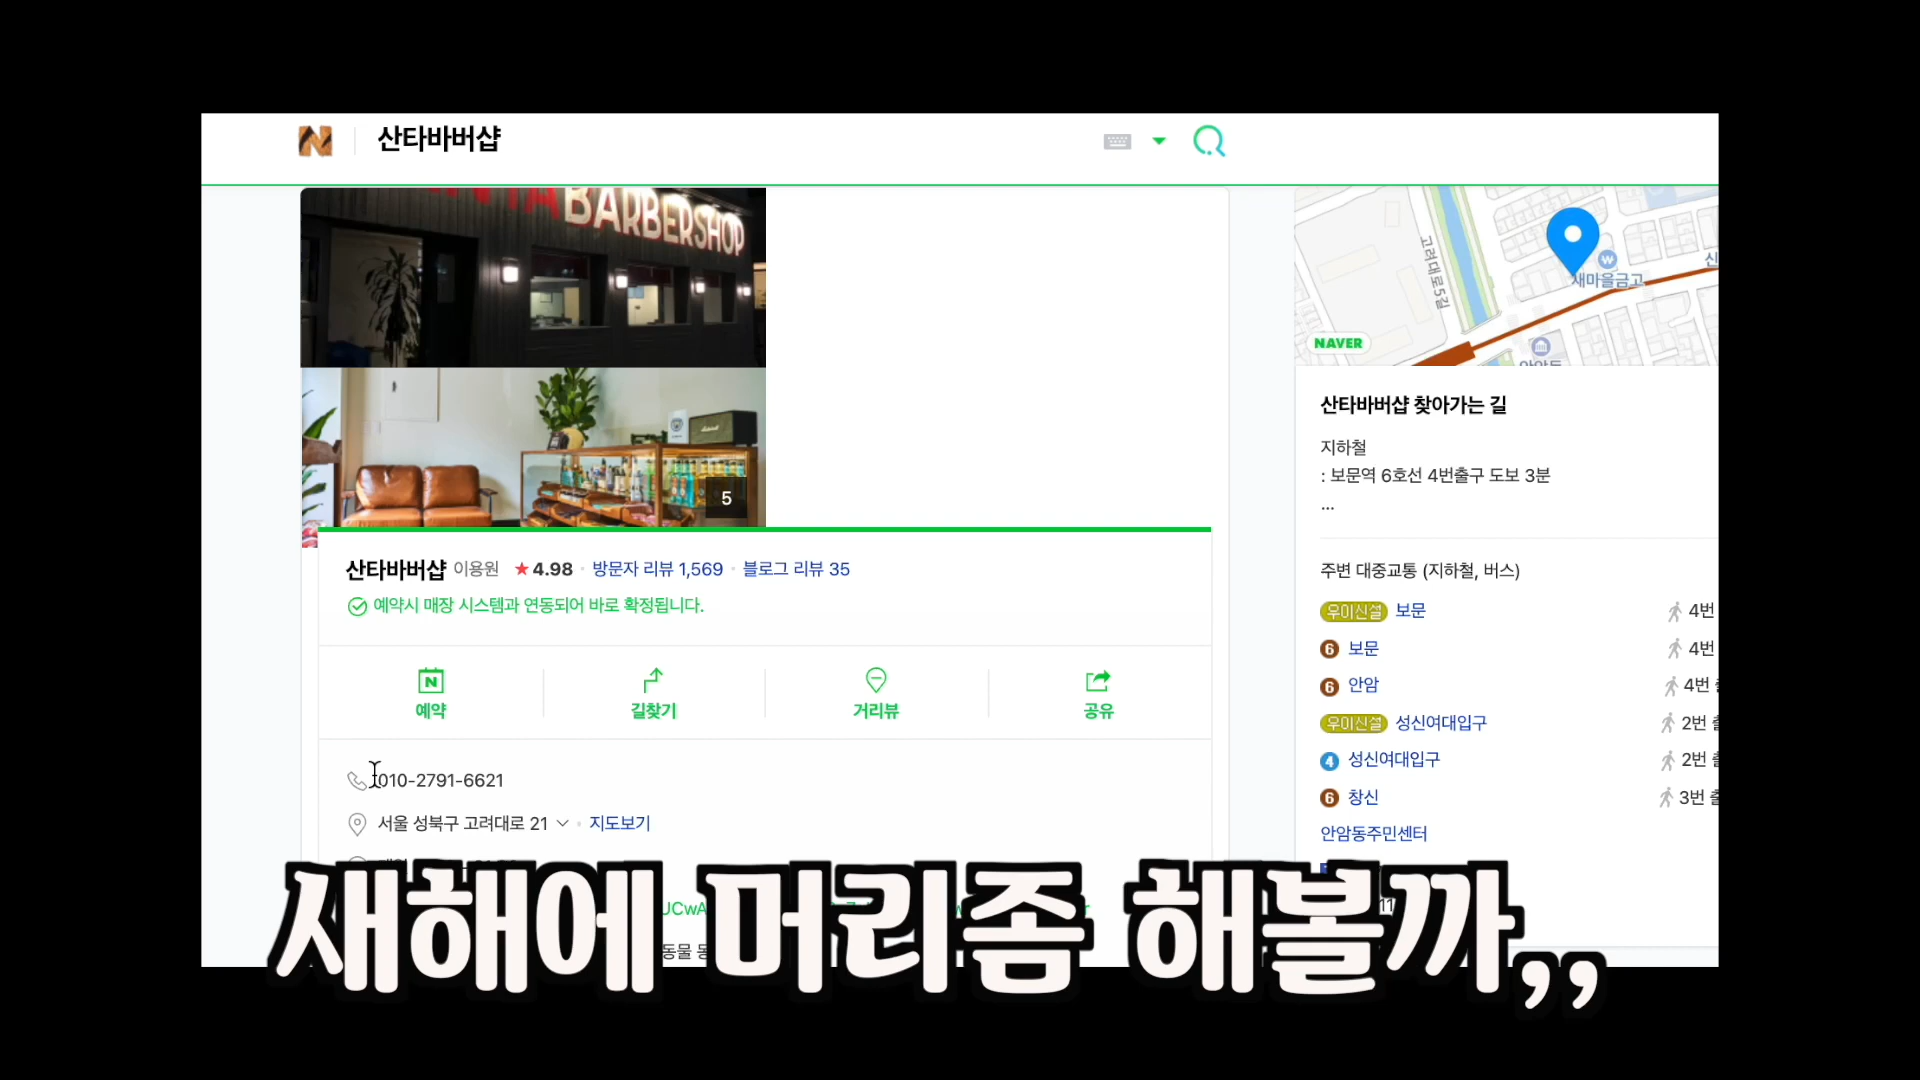 산타바버샵
BARBERSHOP
5
산타바버샵 이용원 ★4.98 · 방문자 리뷰 1,569 · 블로그 리뷰 35
예약시 매장 시스템과 연동되어 바로 확정됩니다.
예약
길찾기
거리뷰
공유
010-2791-6621
서울 성북구 고려대로 21 · 지도보기
고려대로5길
새마을금고
NAVER
산타바버샵 찾아가는 길
지하철
: 보문역 6호선 4번출구 도보 3분
...
주변 대중교통 (지하철, 버스)
우이신설 보문 4번
6 보문 4번
6 안암 4번
우이신설 성신여대입구 2번
4 성신여대입구 2번
6 창신 3번
안암동주민센터
새해에 머리좀 해볼까,,